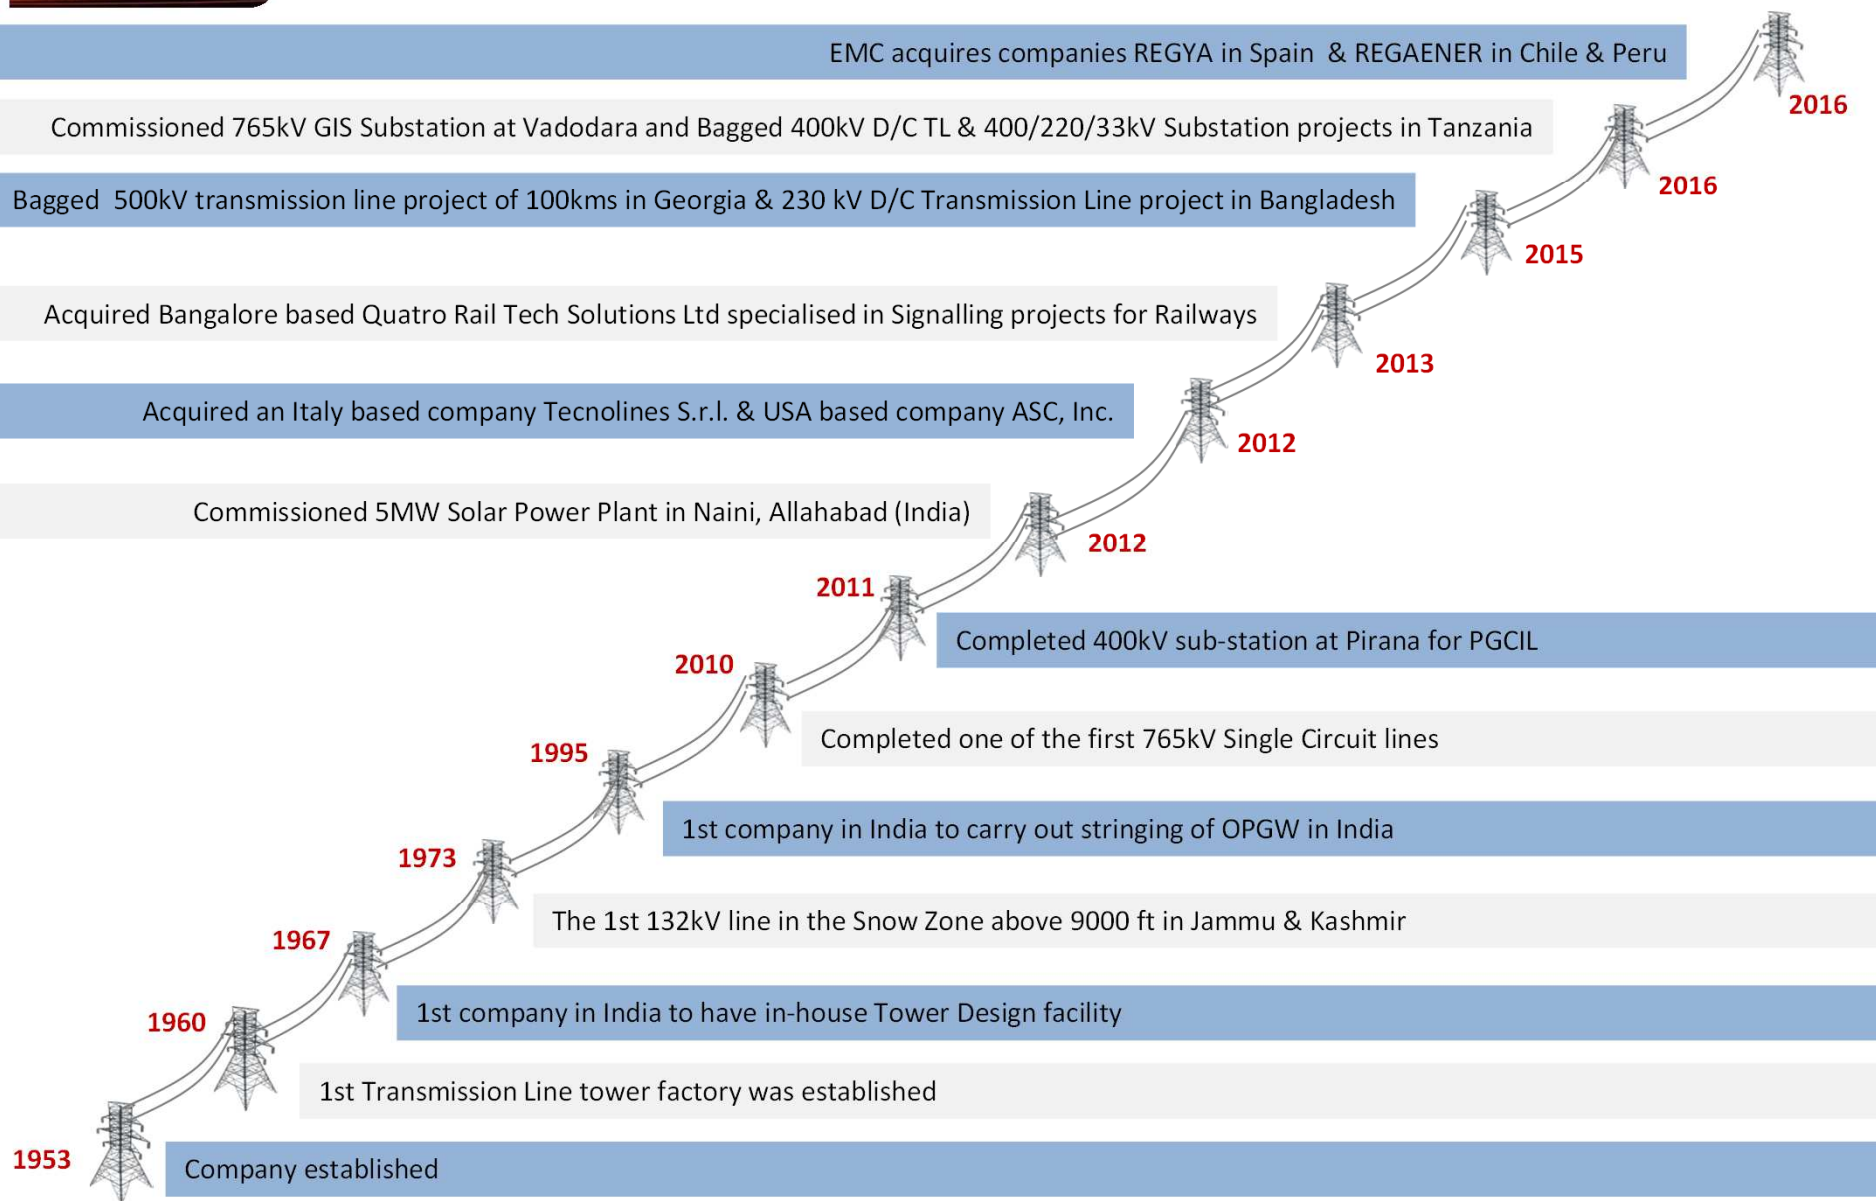 EMC acquires companies REGYA in Spain & REGAENER in Chile & Peru
2016
Commissioned 765kV GIS Substation at Vadodara and Bagged 400kV D/C TL & 400/220/33kV Substation projects in Tanzania
2016
Bagged 500kV transmission line project of 100kms in Georgia & 230 kV D/C Transmission Line project in Bangladesh
2015
Acquired Bangalore based Quatro Rail Tech Solutions Ltd specialised in Signalling projects for Railways
2013
Acquired an Italy based company Tecnolines S.r.l. & USA based company ASC, Inc.
2012
Commissioned 5MW Solar Power Plant in Naini, Allahabad (India)
2012
2011
Completed 400kV sub-station at Pirana for PGCIL
2010
Completed one of the first 765kV Single Circuit lines
1995
1st company in India to carry out stringing of OPGW in India
1973
The 1st 132kV line in the Snow Zone above 9000 ft in Jammu & Kashmir
1967
1st company in India to have in-house Tower Design facility
1960
1st Transmission Line tower factory was established
1953
Company established